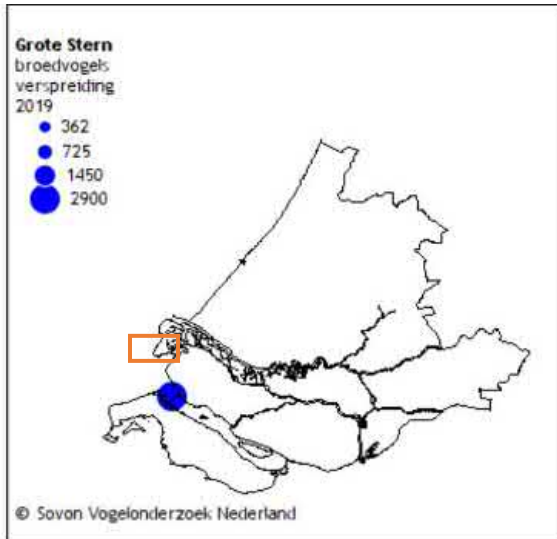 Grote Stern
broedvogels
verspreiding
2019
362
725
1450
2900
© Sovon Vogelonderzoek Nederland